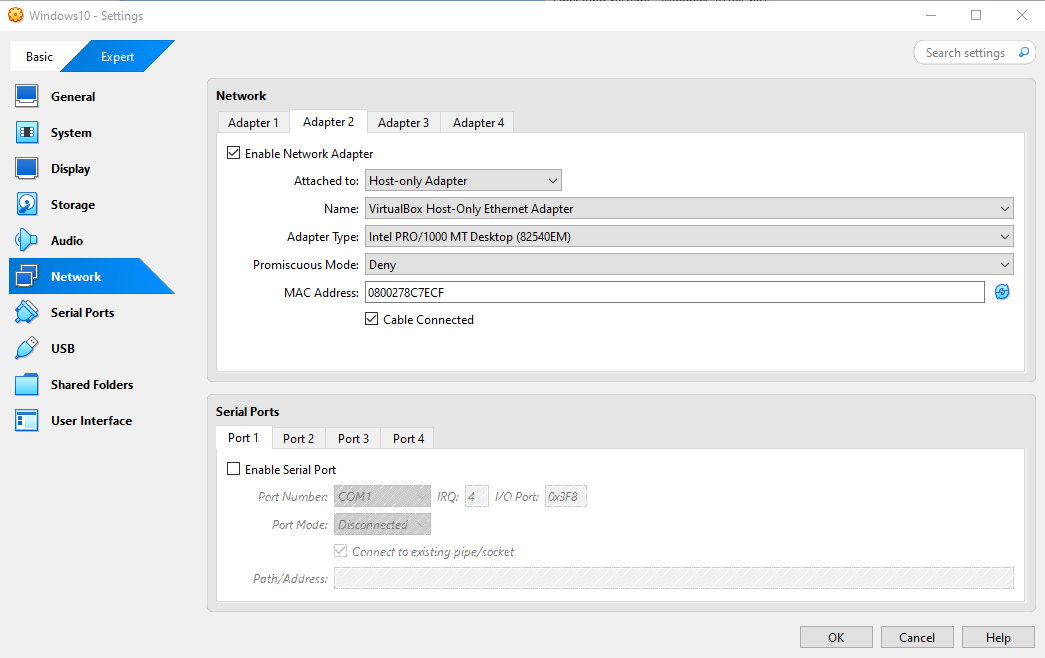 Windows10 - Settings
Basic
Expert
Search settings
General
System
Display
Storage
Audio
Network
Serial Ports
USB
Shared Folders
User Interface
Network
Adapter 1 Adapter 2 Adapter 3 Adapter 4
Enable Network Adapter
Attached to: Host-only Adapter
Name: VirtualBox Host-Only Ethernet Adapter
Adapter Type: Intel PRO/1000 MT Desktop (82540EM)
Promiscuous Mode: Deny
MAC Address: 0800278C7ECF
Cable Connected
Serial Ports
Port 1 Port 2 Port 3 Port 4
Enable Serial Port
Port Number: COM1 IRQ: 4 I/O Port: 0x3F8
Port Mode: Disconnected
Connect to existing pipe/socket
Path/Address:
OK Cancel Help